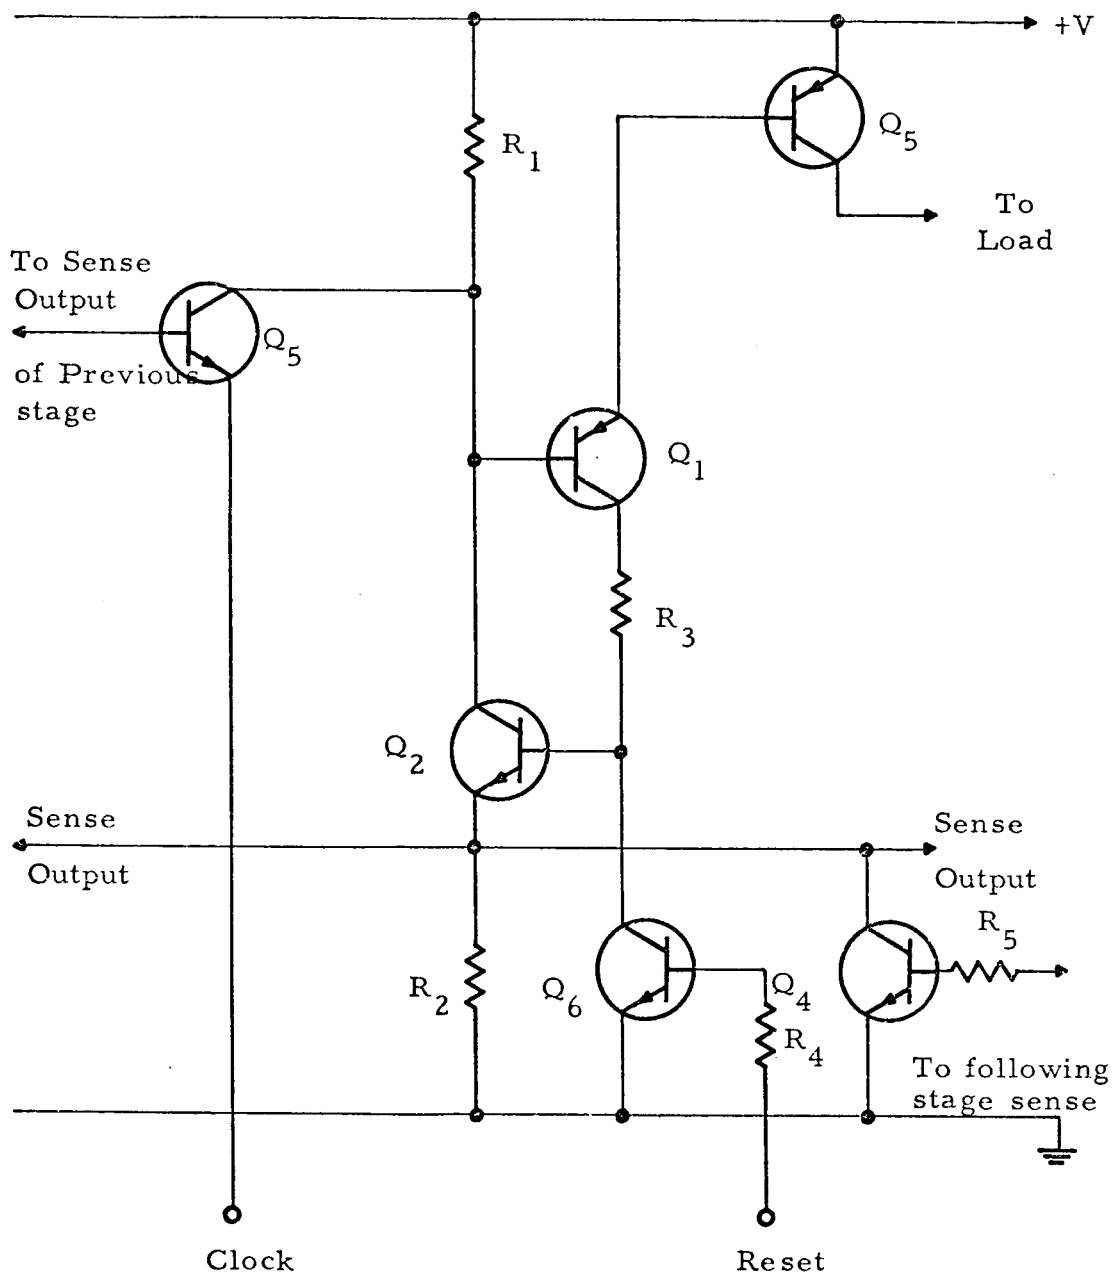 +V
Q5
R1
To
Load
To Sense
Output
Q5
of Previous
stage
Q1
R3
Q2
Sense
Output
Sense
Output
R5
R2
Q6
Q4
R4
To following
stage sense
Clock
Reset